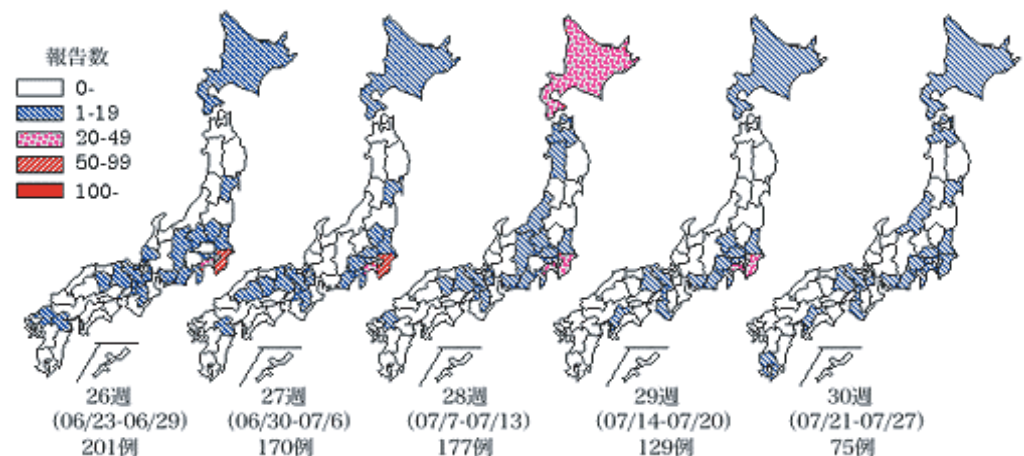 報告数
0-
1-19
20-49
50-99
100-
26週
(06/23-06/29)
201例
27週
(06/30-07/6)
170例
28週
(07/7-07/13)
177例
29週
(07/14-07/20)
129例
30週
(07/21-07/27)
75例